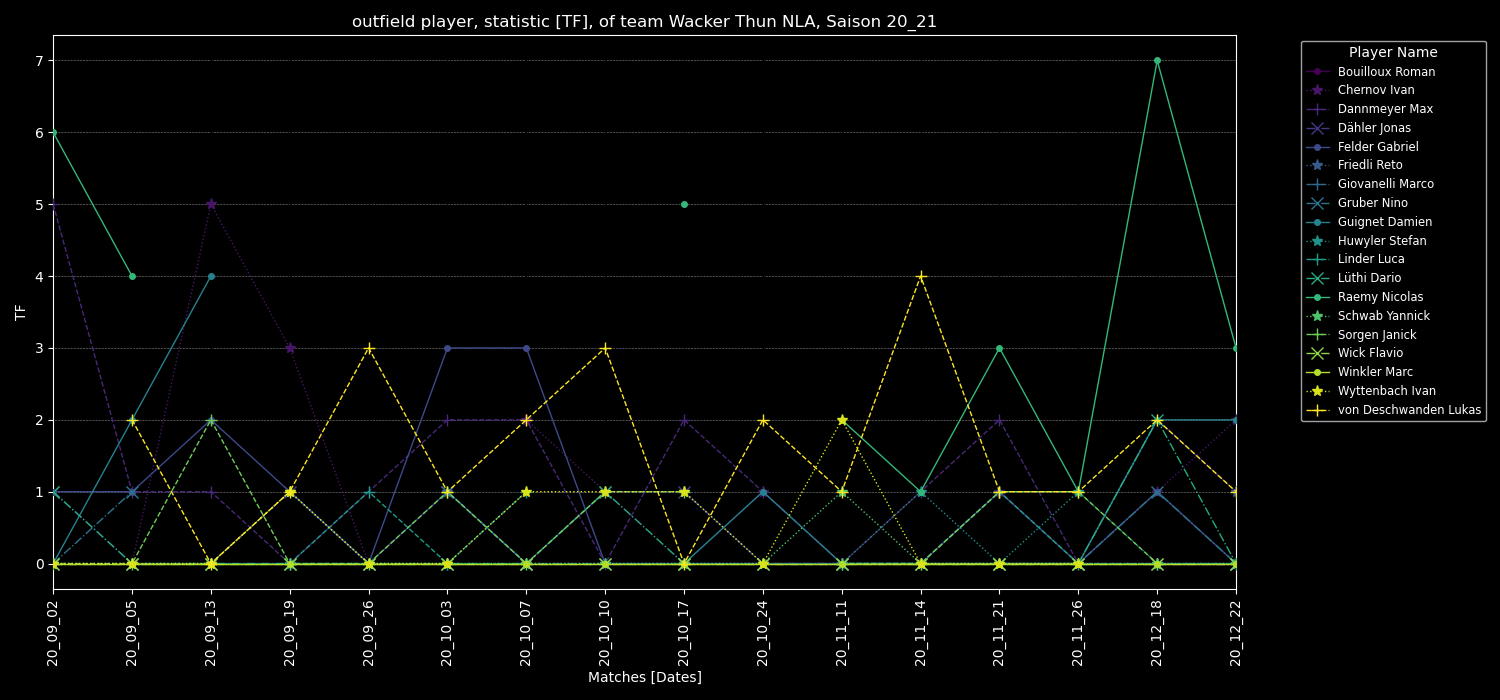 outfield player, statistic [TF], of team Wacker Thun NLA, Saison 20_21
TF
7
6
5
4
3
2
1
0
20_09_02
20_09_05
20_09_13
20_09_19
20_09_26
20_10_03
20_10_07
20_10_10
20_10_17
20_10_24
20_11_11
20_11_14
20_11_21
20_11_26
20_12_18
20_12_22
Matches [Dates]
Player Name
Bouilloux Roman
Chernov Ivan
Dannmeyer Max
Dähler Jonas
Felder Gabriel
Friedli Reto
Giovanelli Marco
Gruber Nino
Guignet Damien
Huwyler Stefan
Linder Luca
Lüthi Dario
Raemy Nicolas
Schwab Yannick
Sorgen Janick
Wick Flavio
Winkler Marc
Wyttenbach Ivan
von Deschwanden Lukas